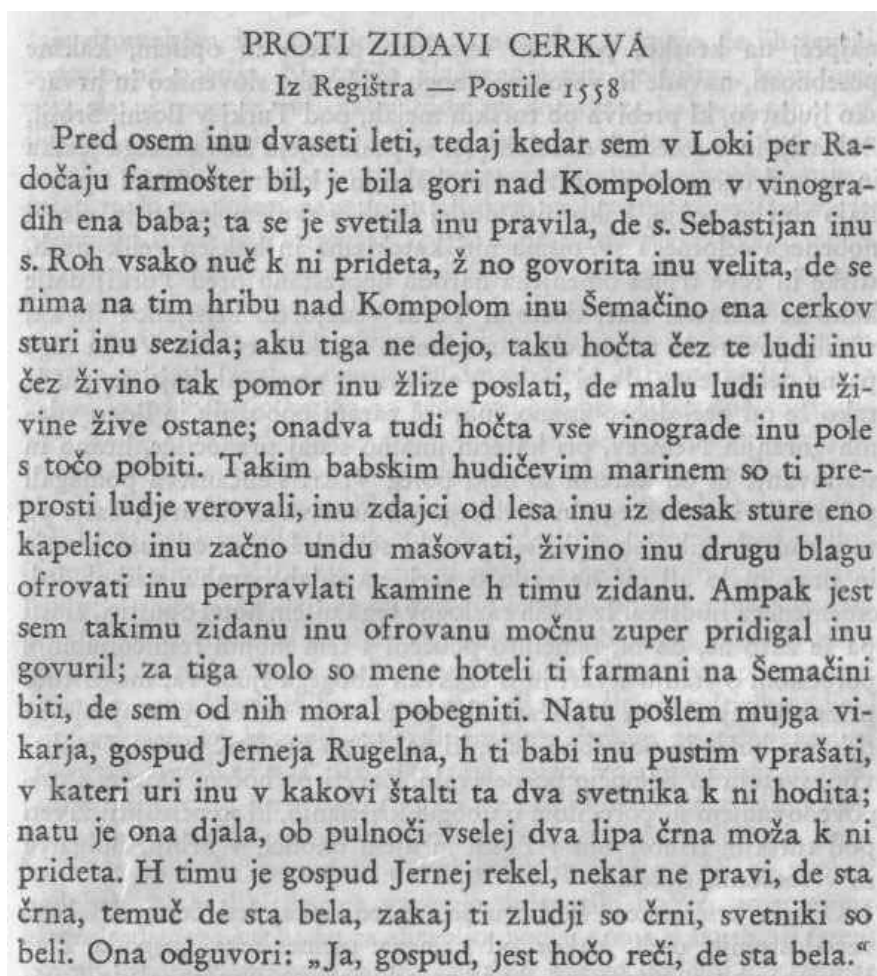 PROTI ZIDAVI CERKVÁ
Iz Regištra — Postile 1558
Pred osem inu dvaseti leti, tedaj kedar sem v Loki per Ra-
dočaju farmošter bil, je bila gori nad Kompolom v vinogra-
dih ena baba; ta se je svetila inu pravila, de s. Sebastijan inu
s. Roh vsako nuč k ni prideta, ž no govorita inu velita, de se
nima na tim hribu nad Kompolom inu Šemačino ena cerkov
sturi inu sezida; aku tiga ne dejo, taku hočta čez te ludi inu
čez živino tak pomor inu žlize poslati, de malu ludi inu ži-
vine žive ostane; onadva tudi hočta vse vinograde inu pole
s točo pobiti. Takim babskim hudičevim marinem so ti pre-
prosti ludje verovali, inu zdajci od lesa inu iz desak sture eno
kapelico inu začno undu mašovati, živino inu drugu blagu
ofrovati inu perpravlati kamine h timu zidanu. Ampak jest
sem takimu zidanu inu ofrovanu močnu zuper pridigal inu
govuril; za tiga volo so mene hoteli ti farmani na Šemačini
biti, de sem od nih moral pobegniti. Natu pošlem mujga vi-
karja, gospud Jerneja Rugelna, h ti babi inu pustim vprašati,
v kateri uri inu v kakovi štalti ta dva svetnika k ni hodita;
natu je ona djala, ob pulnoči vselej dva lipa črna moža k ni
prideta. H timu je gospud Jernej rekel, nekar ne pravi, de sta
črna, temuč de sta bela, zakaj ti zludji so črni, svetniki so
beli. Ona odguvori: „Ja, gospud, jest hočo reči, de sta bela.“